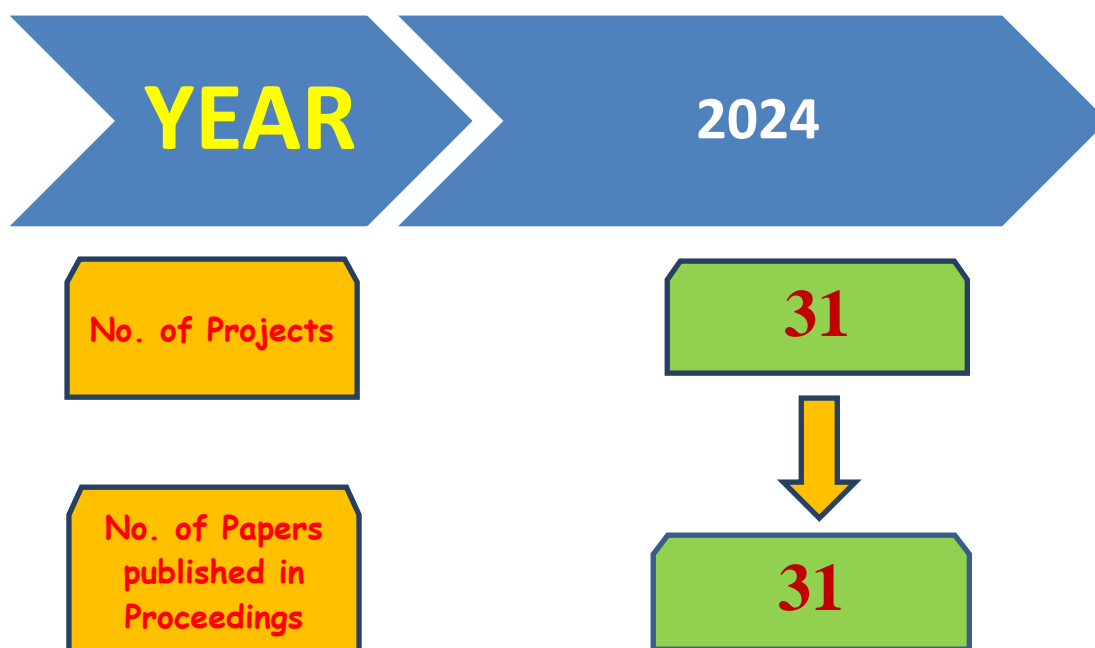 YEAR
2024
No. of Projects
31
No. of Papers
published in
Proceedings
31